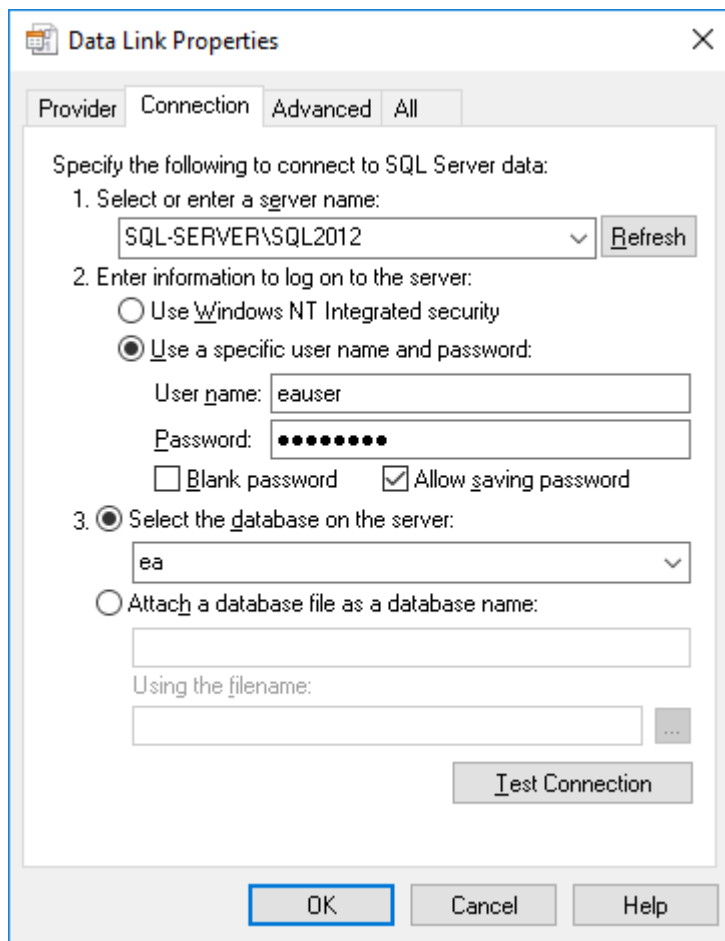 Data Link Properties
Provider Connection Advanced All
Specify the following to connect to SQL Server data:
1. Select or enter a server name:
SQL-SERVER\SQL2012 Refresh
2. Enter information to log on to the server:
Use Windows NT Integrated security
Use a specific user name and password:
User name: eauser
Password: ●●●●●●●●
Blank password Allow saving password
3. Select the database on the server:
ea
Attach a database file as a database name:
Using the filename:
...
Test Connection
OK Cancel Help